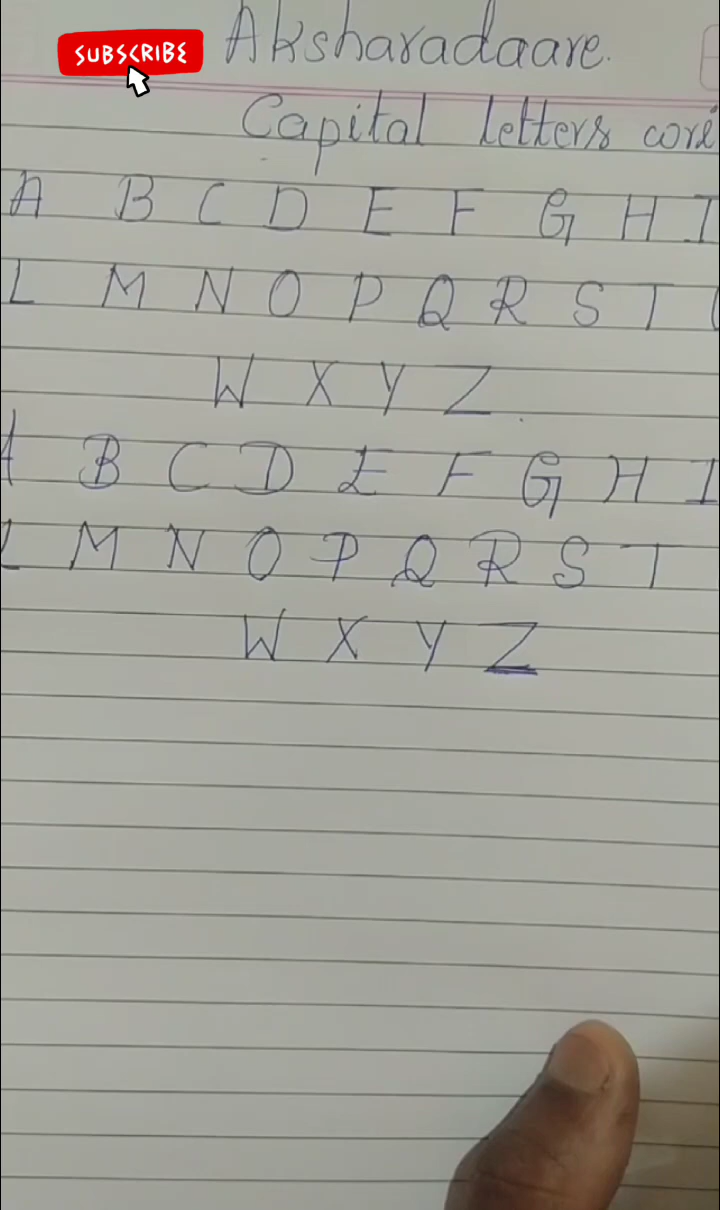 SUBSCRIBE
Aksharadaare.
Capital letters
A B C D E F G H I
L M N O P Q R S T
W X Y Z
A B C D E F G H I
L M N O P Q R S T
W X Y Z